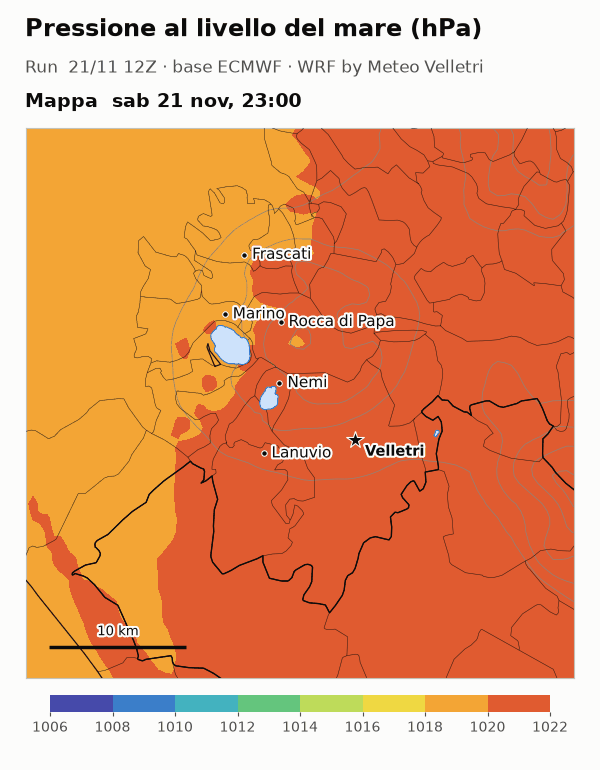 Pressione al livello del mare (hPa)
Run  21/11 12Z · base ECMWF · WRF by Meteo Velletri
Mappa  sab 21 nov, 23:00
Frascati
Marino
Rocca di Papa
Nemi
Velletri
Lanuvio
10 km
1006 1008 1010 1012 1014 1016 1018 1020 1022